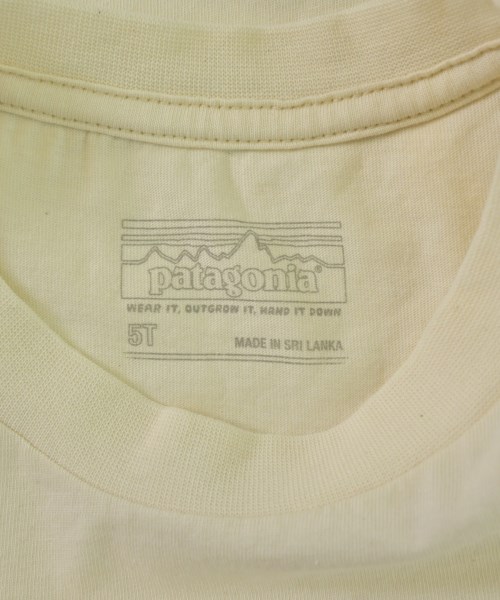 patagonia®
WEAR IT, OUTGROW IT, HAND IT DOWN
5T
MADE IN SRI LANKA